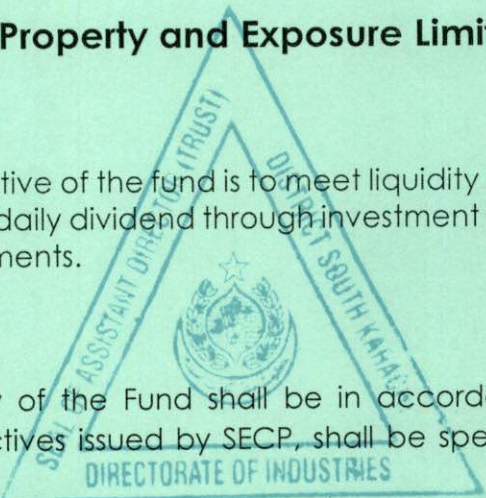 Property and Exposure Limi
tive of the fund is to meet liquidity
daily dividend through investment
ments.
y of the Fund shall be in accord
ctives issued by SECP, shall be spe
SEAL OF ASSISTANT DIRECTOR (TRUST)
DISTRICT SOUTH KARACHI
DIRECTORATE OF INDUSTRIES